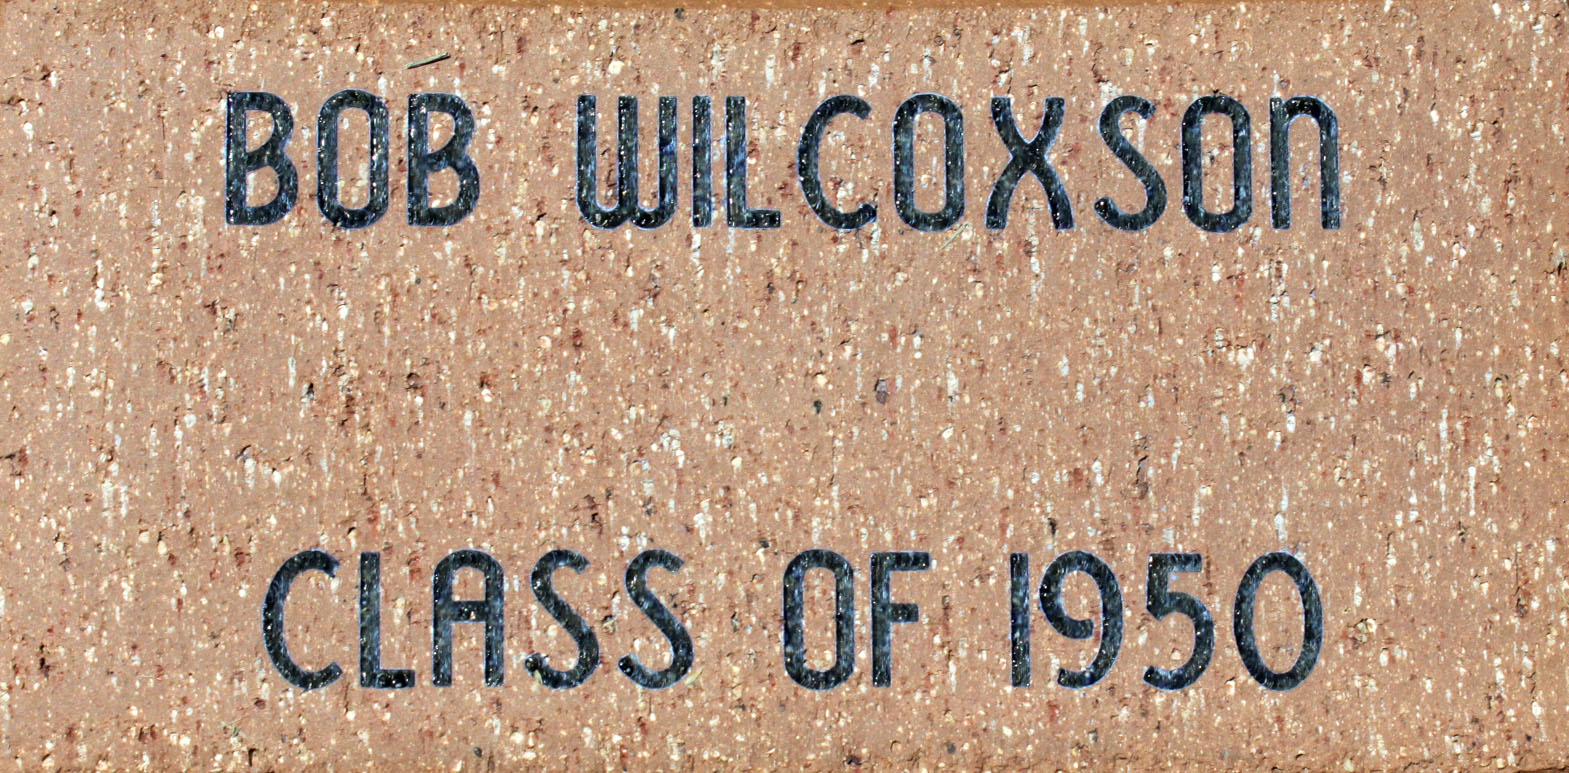 BOB WILCOXSON
CLASS OF 1950